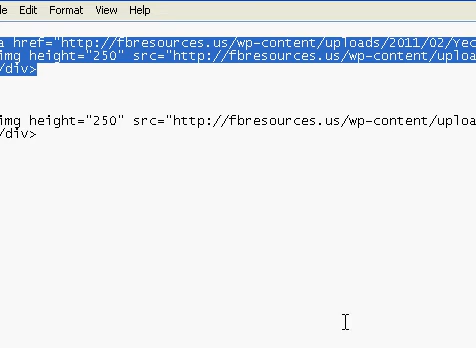 le Edit Format View Help
a href="http://fbresources.us/wp-content/uploads/2011/02/Yec
img height="250" src="http://fbresources.us/wp-content/uploa
/div>
img height="250" src="http://fbresources.us/wp-content/uploa
/div>